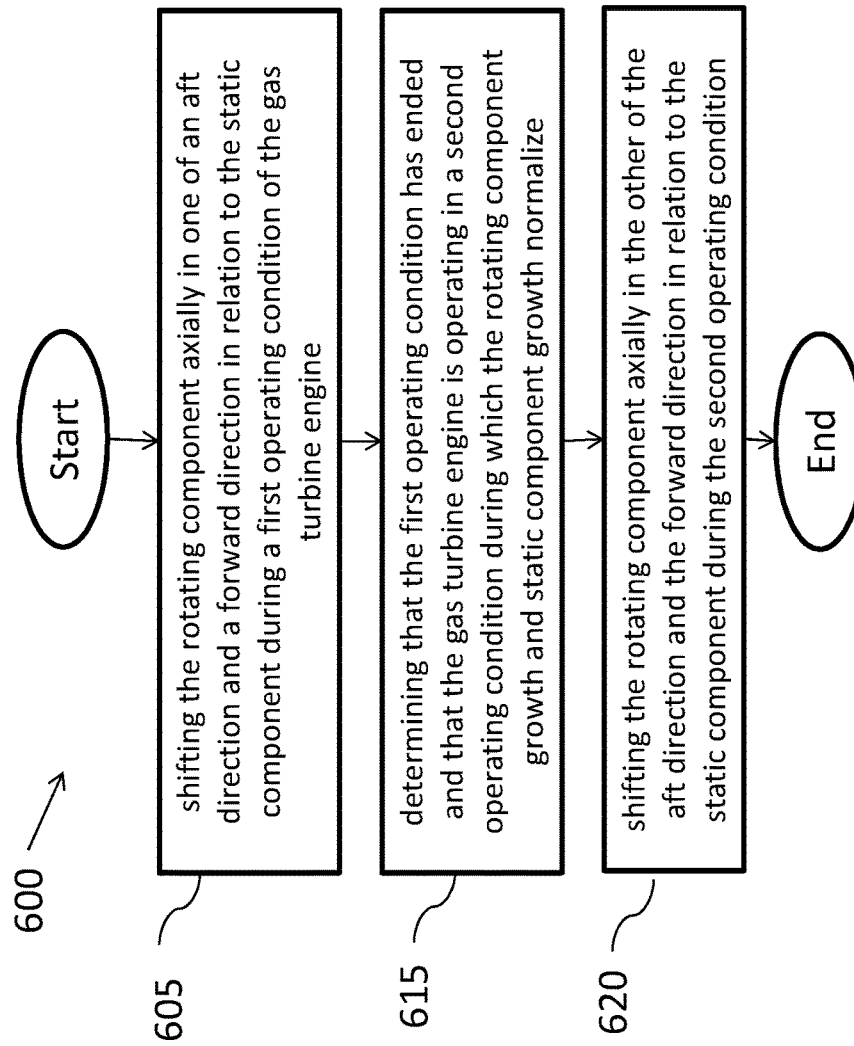 600
Start
605
shifting the rotating component axially in one of an aft
direction and a forward direction in relation to the static
component during a first operating condition of the gas
turbine engine
615
determining that the first operating condition has ended
and that the gas turbine engine is operating in a second
operating condition during which the rotating component
growth and static component growth normalize
620
shifting the rotating component axially in the other of the
aft direction and the forward direction in relation to the
static component during the second operating condition
End